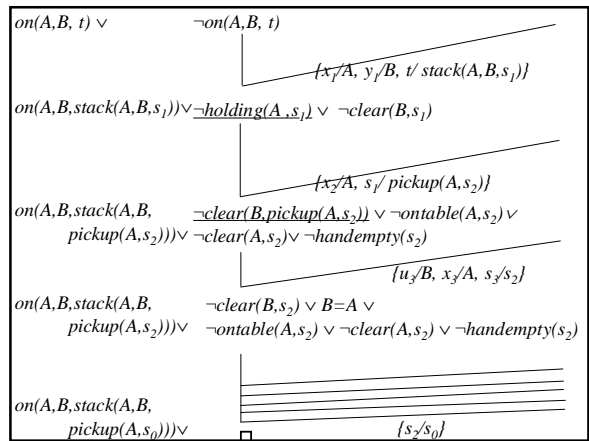 on(A,B, t) ∨ ¬on(A,B, t)
{x₁/A, y₁/B, t/ stack(A,B,s₁)}
on(A,B,stack(A,B,s₁))∨ ¬holding(A ,s₁) ∨ ¬clear(B,s₁)
{x₂/A, s₁/ pickup(A,s₂)}
on(A,B,stack(A,B, ¬clear(B,pickup(A,s₂)) ∨ ¬ontable(A,s₂) ∨
pickup(A,s₂)))∨ ¬clear(A,s₂)∨ ¬handempty(s₂)
{u₃/B, x₃/A, s₃/s₂}
on(A,B,stack(A,B, ¬clear(B,s₂) ∨ B=A ∨
pickup(A,s₂)))∨ ¬ontable(A,s₂) ∨ ¬clear(A,s₂) ∨ ¬handempty(s₂)
on(A,B,stack(A,B,
pickup(A,s₀)))∨ {s₂/s₀}